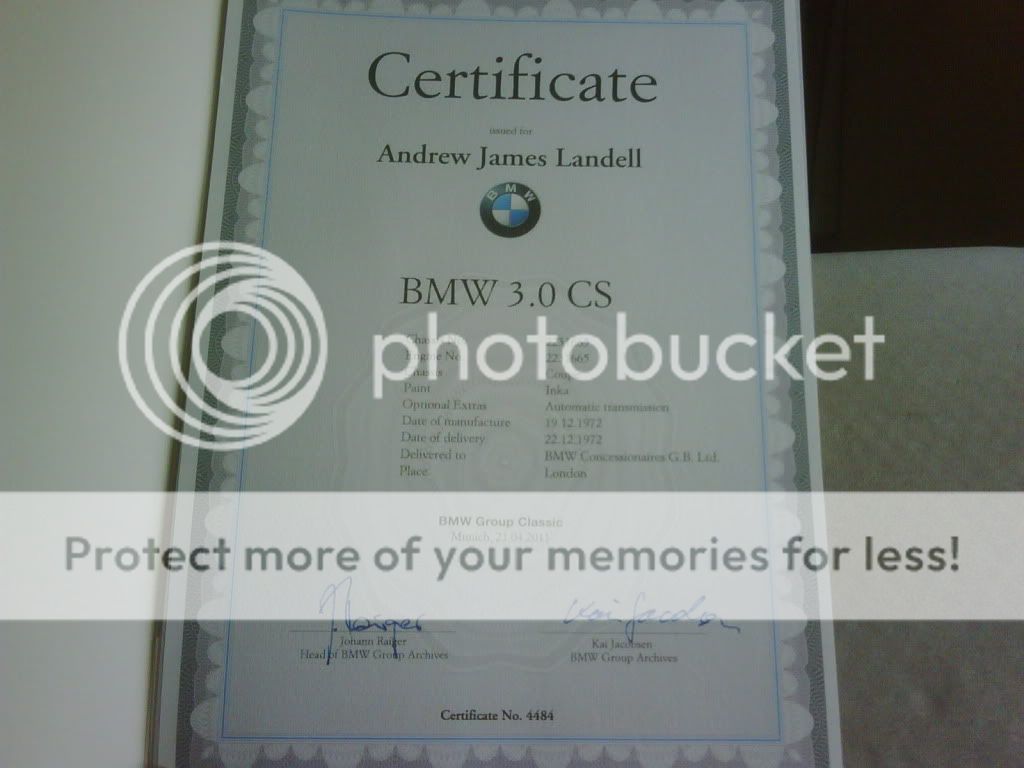 Certificate
issued for
Andrew James Landell
BMW
BMW 3.0 CS
photobucket
Engine No.
Paint Inka
Optional Extras Automatic transmission
Date of manufacture 19.12.1972
Date of delivery 22.12.1972
Delivered to BMW Concessionaires G.B. Ltd.
Place London
BMW Group Classic
Munich, 21.04.2011
Protect more of your memories for less!
Johann Raiger
Head of BMW Group Archives
Kai Jacobsen
BMW Group Archives
Certificate No. 4484